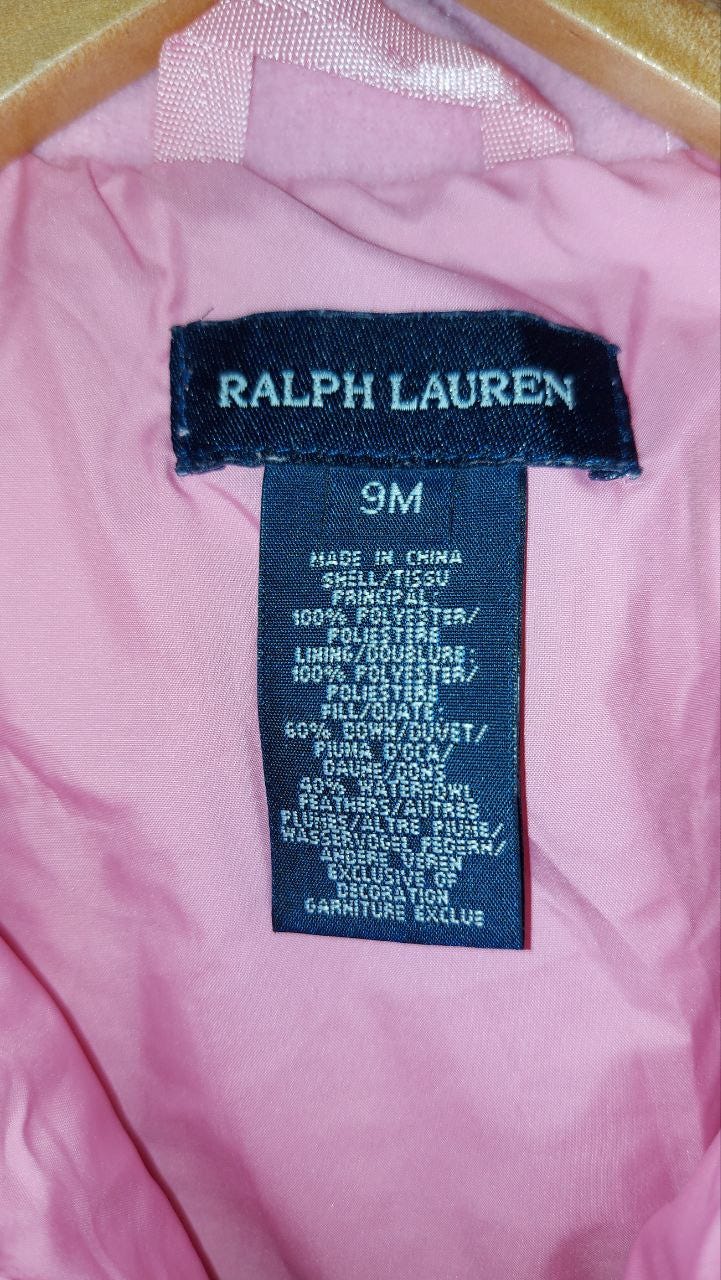 RALPH LAUREN
9M
MADE IN CHINA
SHELL/TISSU
PRINCIPAL:
100% POLYESTER/
POLIESTERE
LINING/DOUBLURE:
100% POLYESTER/
POLIESTERE
FILL/OUATE:
60% DOWN/DUVET/
PIUMA D'OCA/
DAUNE/DONS
40% WATERFOWL
FEATHERS/AUTRES
PLUMES/ALTRE PIUME/
WASSERVOGEL FEDERN/
ANDERE VEREN
EXCLUSIVE OF
DECORATION
GARNITURE EXCLUE